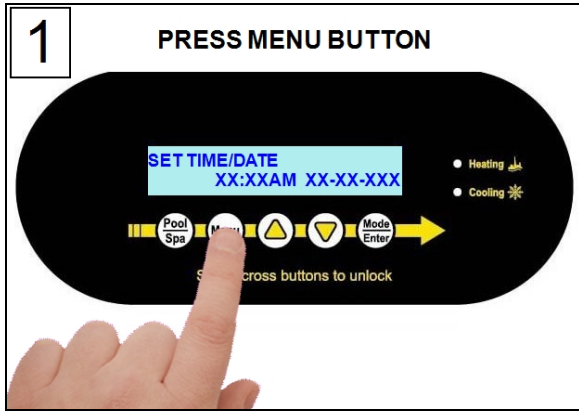 1
PRESS MENU BUTTON
SET TIME/DATE
XX:XXAM XX-XX-XXX
Heating
Cooling
Pool
Spa
Mode
Enter
cross buttons to unlock